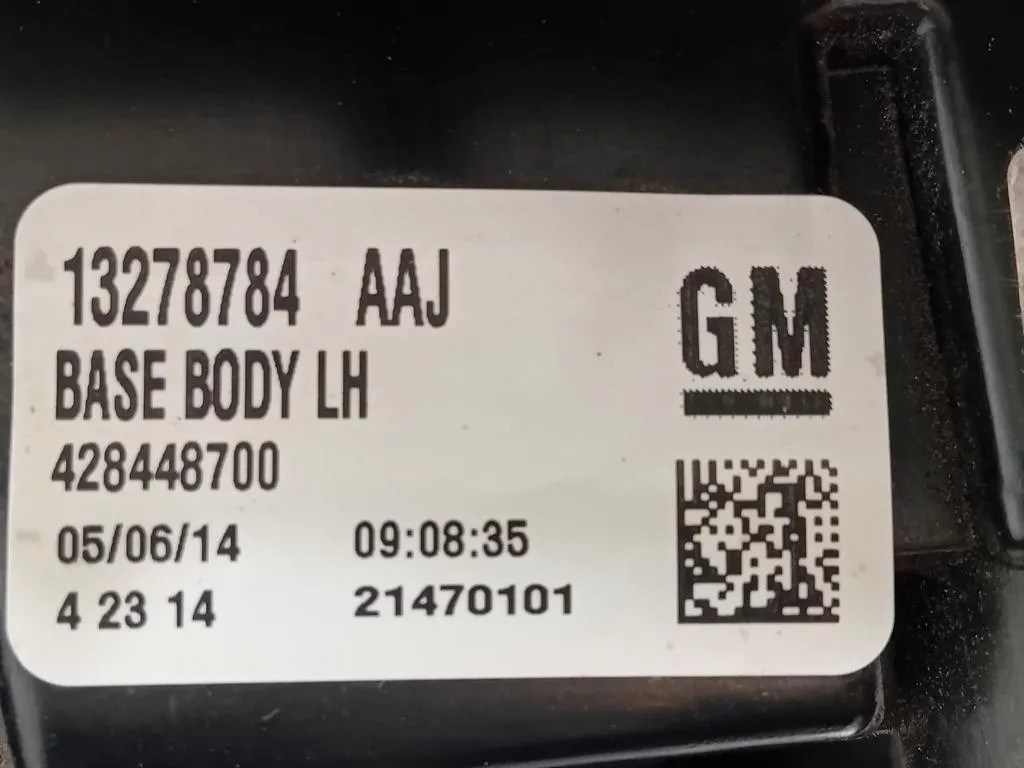 13278784 AAJ
GM
BASE BODY LH
428448700
05/06/14 09:08:35
4 23 14 21470101